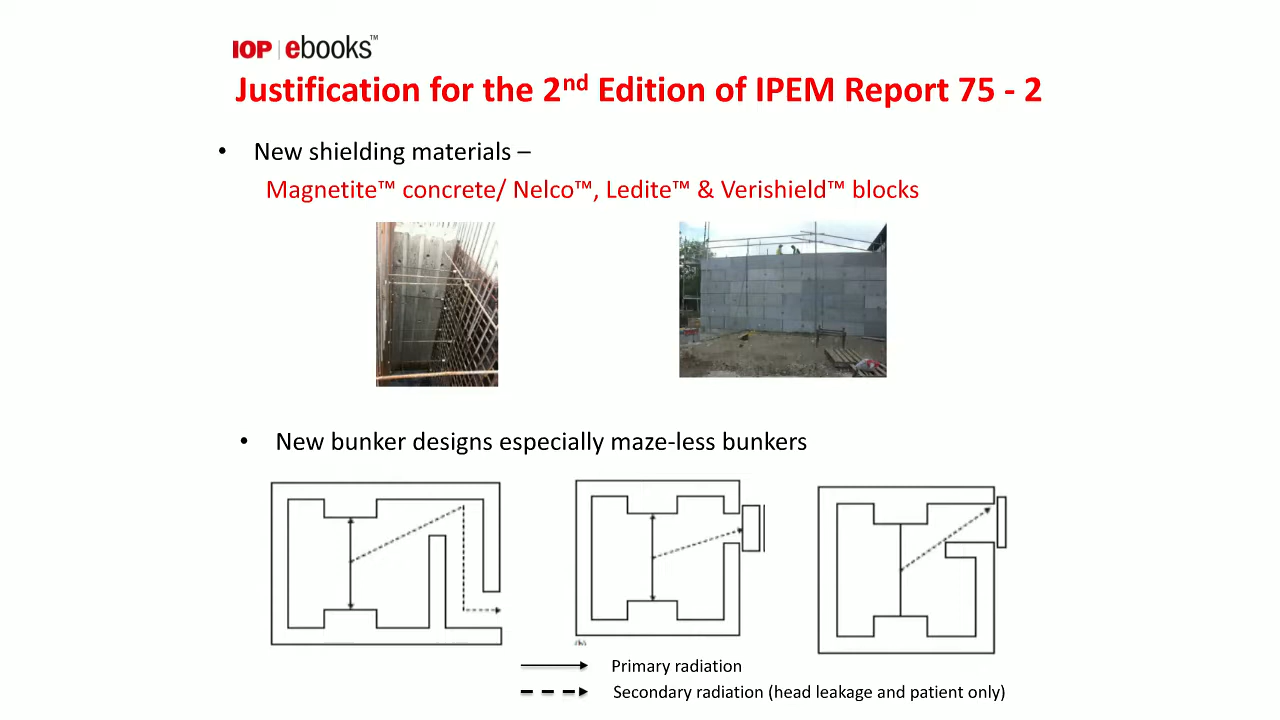 IOP ebooks™
Justification for the 2nd Edition of IPEM Report 75 - 2
• New shielding materials –
Magnetite™ concrete/ Nelco™, Ledite™ & Verishield™ blocks
• New bunker designs especially maze-less bunkers
Primary radiation
Secondary radiation (head leakage and patient only)